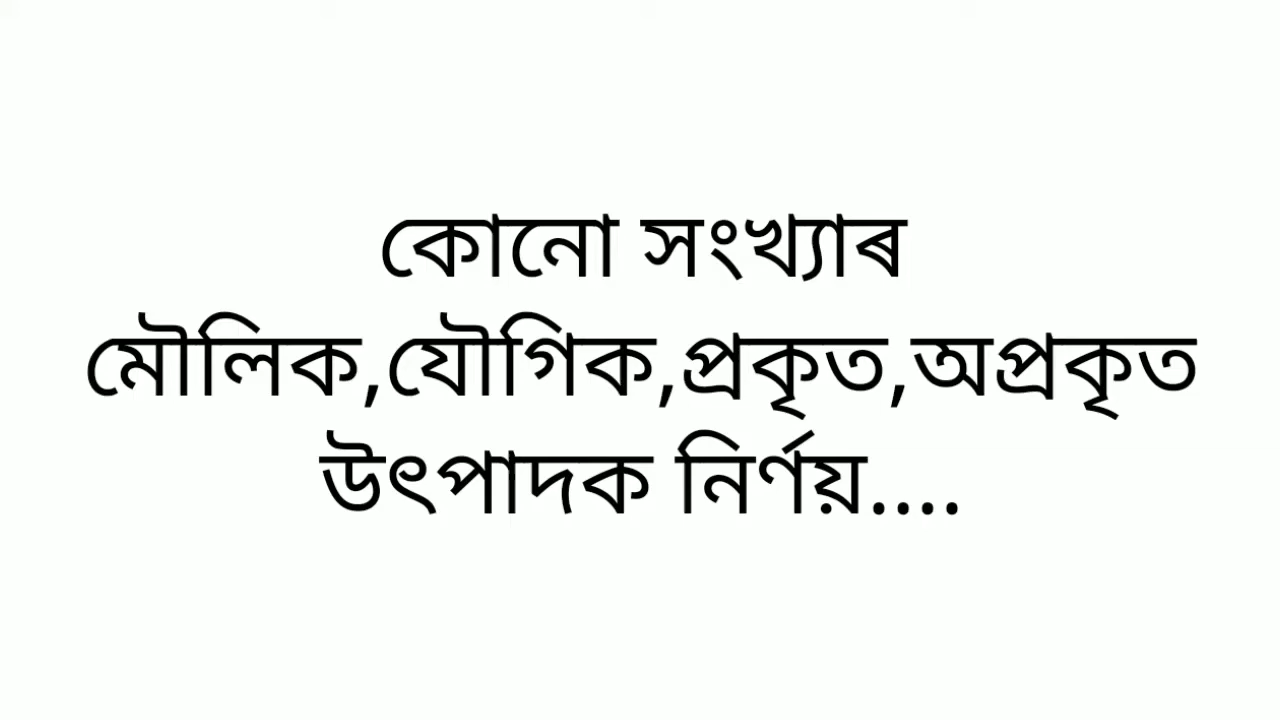 কোনো সংখ্যাৰ
মৌলিক,যৌগিক,প্ৰকৃত,অপ্ৰকৃত
উৎপাদক নিৰ্ণয়....